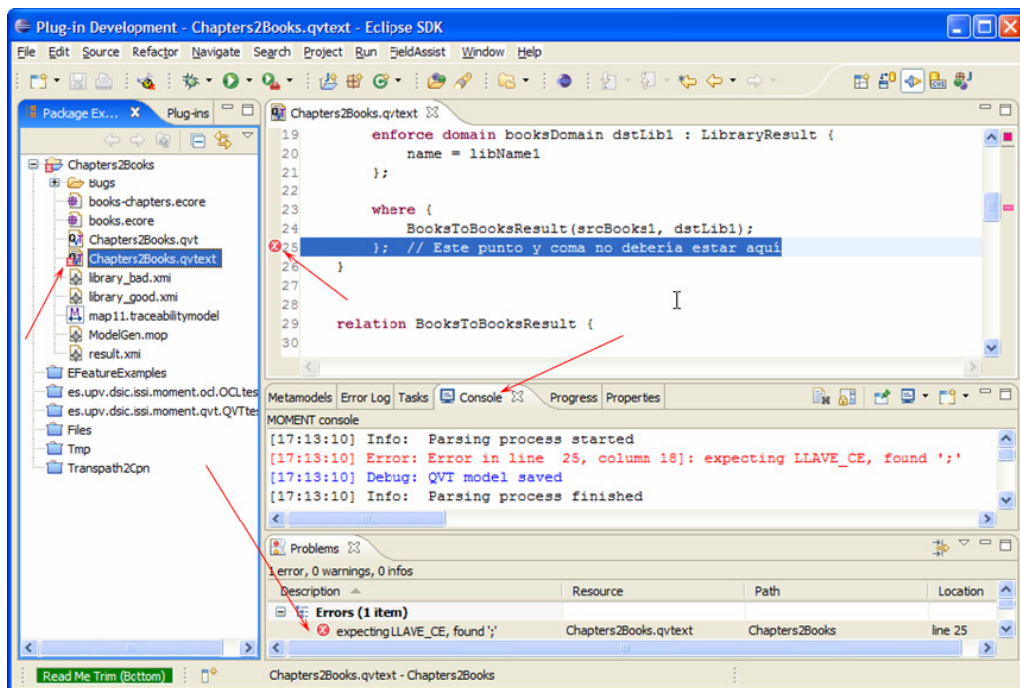 Plug-in Development - Chapters2Books.qvtext - Eclipse SDK
File Edit Source Refactor Navigate Search Project Run FieldAssist Window Help
Package Ex... Plug-ins
Chapters2Books
Bugs
books-chapters.ecore
books.ecore
Chapters2Books.qvt
Chapters2Books.qvtext
library_bad.xmi
library_good.xmi
map11.traceabilitymodel
ModelGen.mop
result.xmi
EFeatureExamples
es.upv.dsic.issi.moment.ocl.OCLtes
es.upv.dsic.issi.moment.qvt.QVTte
Files
Tmp
Transpath2Cpn
Chapters2Books.qvtext
19 enforce domain booksDomain dstLib1 : LibraryResult {
20 name = libName1
21 };
22
23 where {
24 BooksToBooksResult(srcBooks1, dstLib1);
25 }; // Este punto y coma no debería estar aquí
26 }
27
28
29 relation BooksToBooksResult {
30
Metamodels Error Log Tasks Console Progress Properties
MOMENT console
[17:13:10] Info: Parsing process started
[17:13:10] Error: Error in line 25, column 18]: expecting LLAVE_CE, found ';'
[17:13:10] Debug: QVT model saved
[17:13:10] Info: Parsing process finished
Problems
1 error, 0 warnings, 0 infos
Description Resource Path Location
Errors (1 item)
expecting LLAVE_CE, found ';' Chapters2Books.qvtext Chapters2Books line 25
Read Me Trim (Bottom) Chapters2Books.qvtext - Chapters2Books